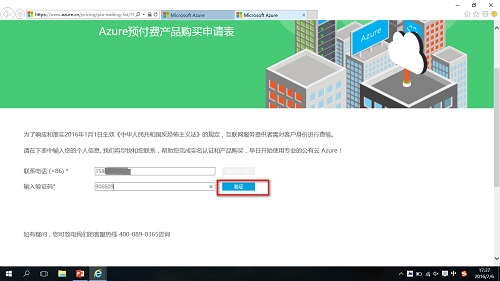 https://www.azure.cn/pricing/pia-waiting-list/
Microsoft Azure
Microsoft Azure
Azure预付费产品购买申请表
Azure
为了响应和落实2016年1月1日生效《中华人民共和国反恐怖主义法》的规定，互联网服务提供者需对客户身份进行查验。
请在下表中输入您的个人信息, 我们将尽快和您联系，帮助您完成实名认证和产品购买，早日开始使用专业的公有云 Azure！
联系电话 (+86) *
158
输入验证码*
906609
验证
如有疑问，您可致电我们的客服热线 400-089-0365咨询
中
17:27
2016/7/6